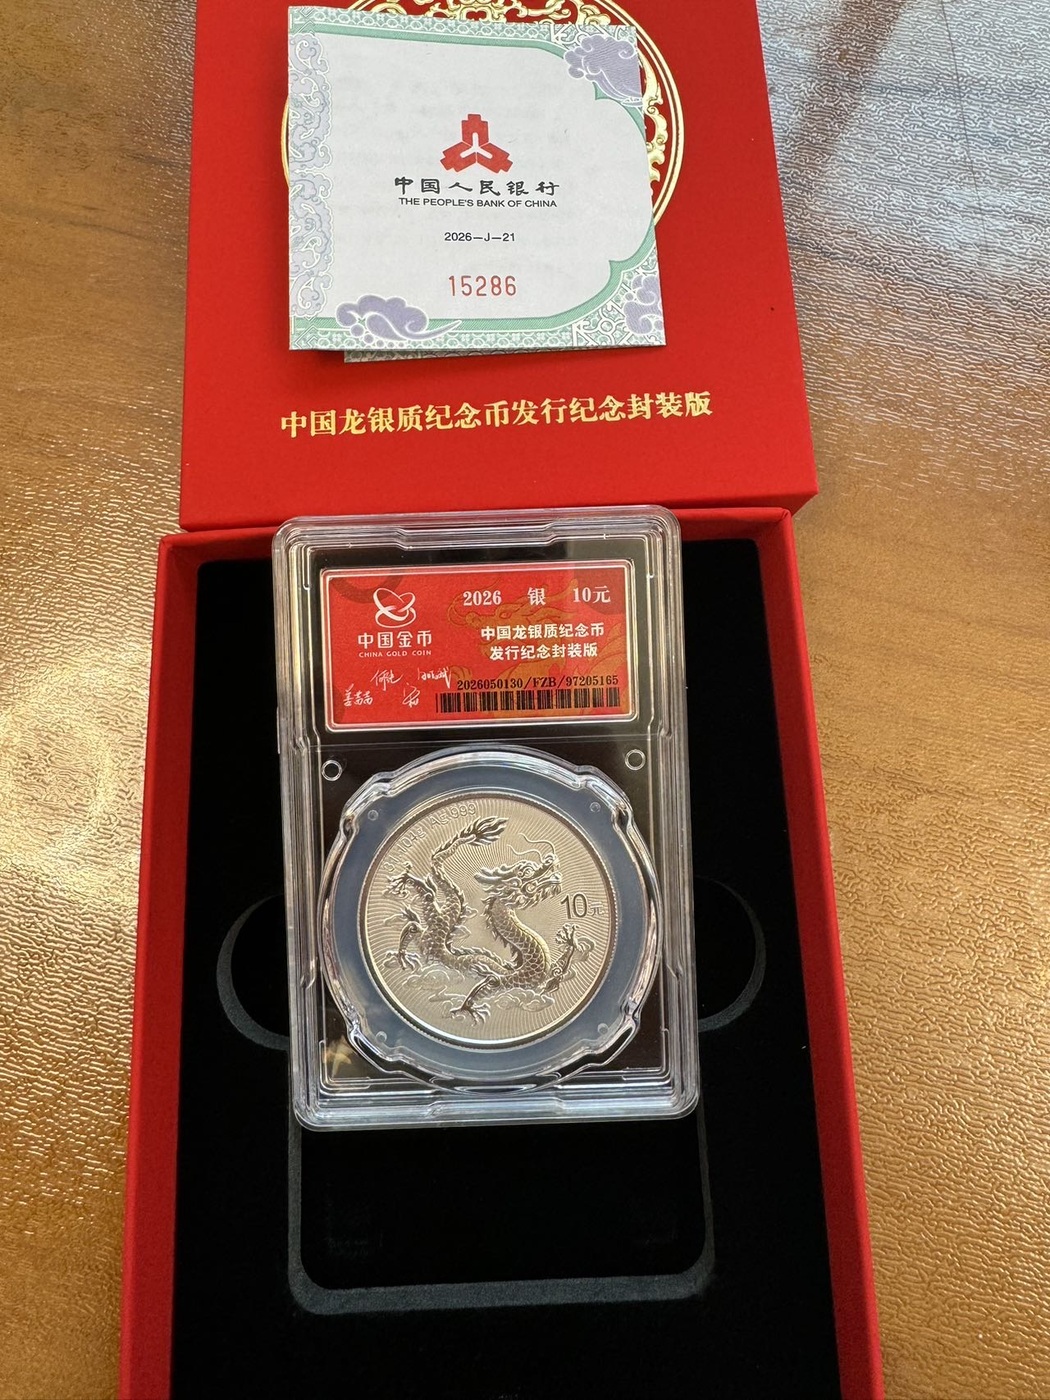 中国人民银行
THE PEOPLE'S BANK OF CHINA
2026—J—21
15286
中国龙银质纪念币发行纪念封装版
2026 银 10元
中国金币
CHINA GOLD COIN
中国龙银质纪念币
发行纪念封装版
2026050130/FZB/97205165
Ag999
10元